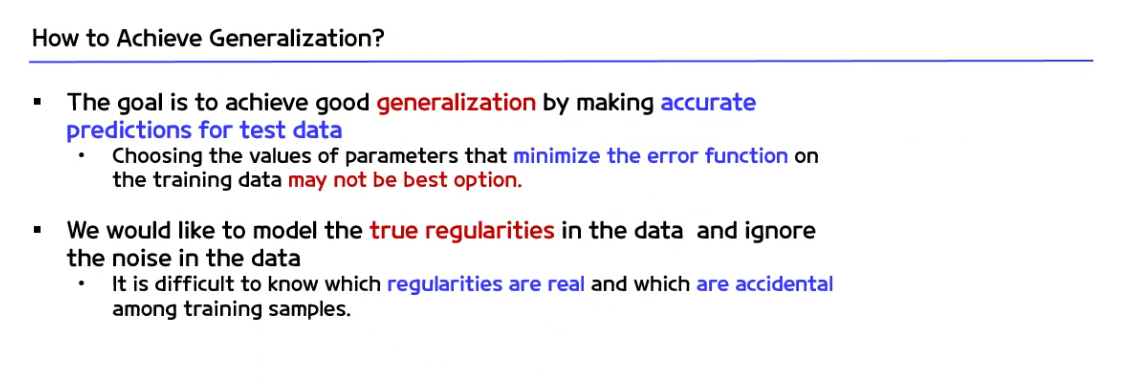 How to Achieve Generalization?
▪ The goal is to achieve good generalization by making accurate
predictions for test data
• Choosing the values of parameters that minimize the error function on
the training data may not be best option.
▪ We would like to model the true regularities in the data and ignore
the noise in the data
• It is difficult to know which regularities are real and which are accidental
among training samples.